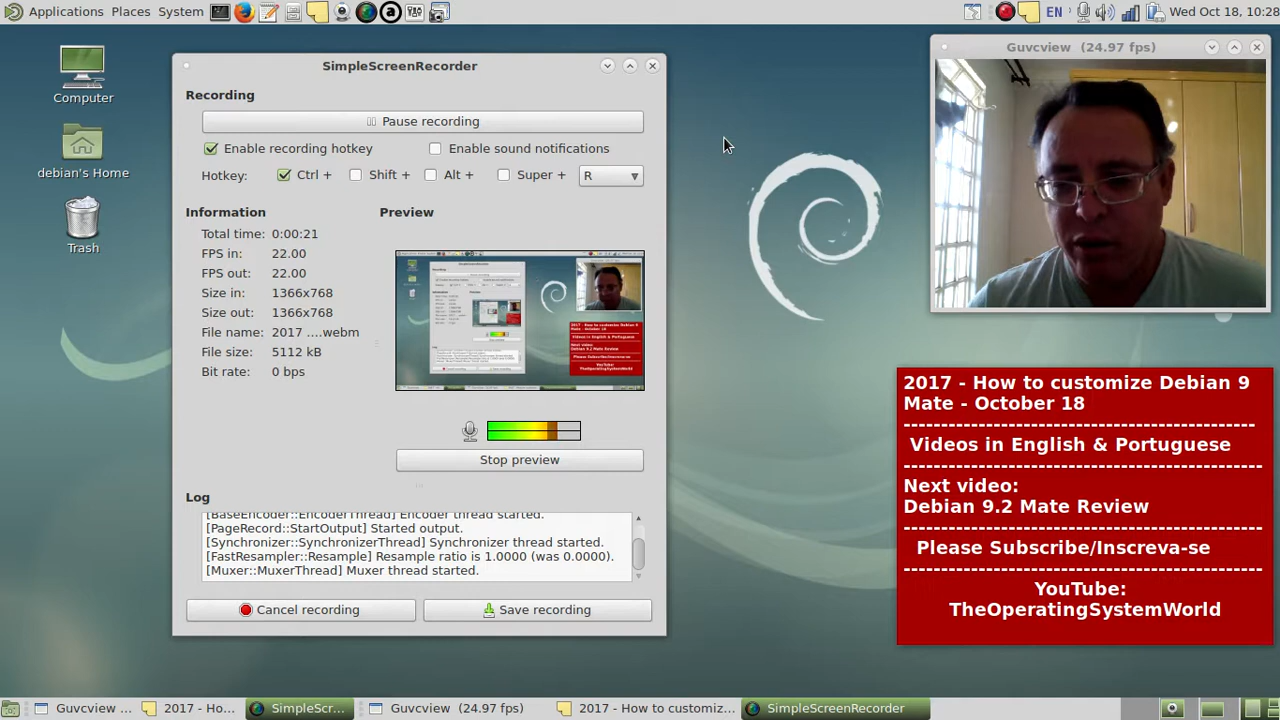 Applications Places System
EN
Wed Oct 18, 10:28
Computer
debian's Home
Trash
SimpleScreenRecorder
Recording
Pause recording
Enable recording hotkey
Enable sound notifications
Hotkey:
Ctrl +
Shift +
Alt +
Super +
R
Information
Total time: 0:00:21
FPS in: 22.00
FPS out: 22.00
Size in: 1366x768
Size out: 1366x768
File name: 2017 ....webm
File size: 5112 kB
Bit rate: 0 bps
Preview
Stop preview
Log
[BaseEncoder::EncoderThread] Encoder thread started.
[PageRecord::StartOutput] Started output.
[Synchronizer::SynchronizerThread] Synchronizer thread started.
[FastResampler::Resample] Resample ratio is 1.0000 (was 0.0000).
[Muxer::MuxerThread] Muxer thread started.
Cancel recording
Save recording
Guvcview (24.97 fps)
2017 - How to customize Debian 9
Mate - October 18
Videos in English & Portuguese
Next video:
Debian 9.2 Mate Review
Please Subscribe/Inscreva-se
YouTube:
TheOperatingSystemWorld
Guvcview ...
2017 - Ho...
SimpleScr...
Guvcview (24.97 fps)
2017 - How to customiz...
SimpleScreenRecorder